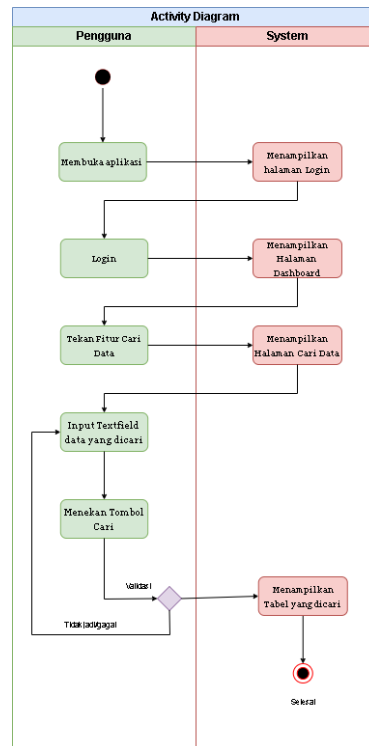 Activity Diagram
Pengguna
System
Membuka aplikasi
Menampilkan
halaman Login
Login
Menampilkan
Halaman
Dashboard
Tekan Fitur Cari
Data
Menampilkan
Halaman Cari Data
Input Textfield
data yang dicari
Menekan Tombol
Cari
Validasi
Tidak jadi/gagal
Menampilkan
Tabel yang dicari
Selesai